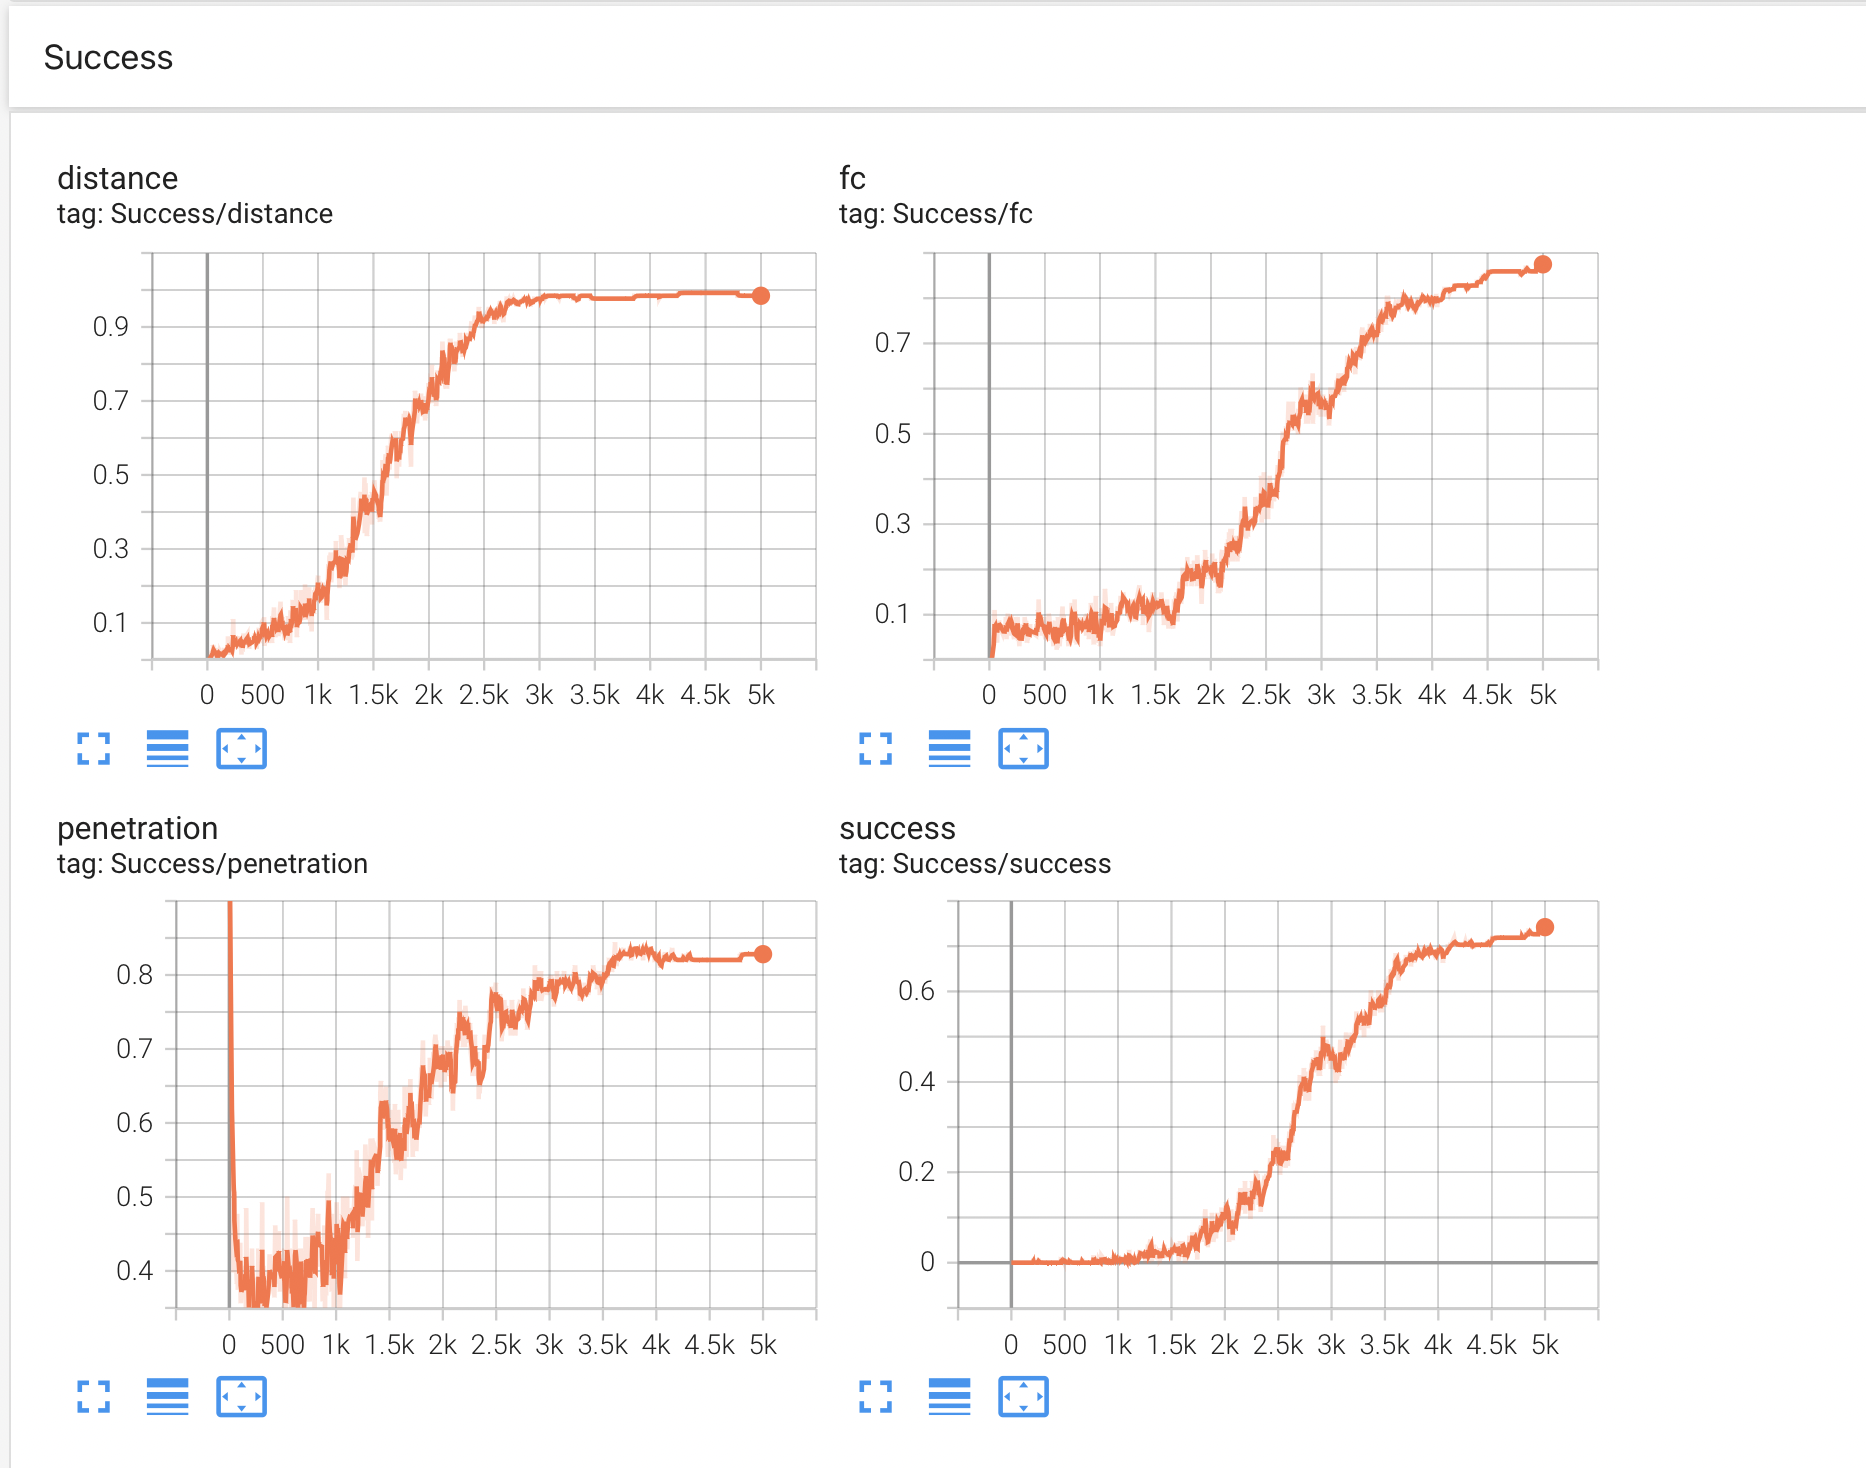 Success
distance
tag: Success/distance
0.9
0.7
0.5
0.3
0.1
0 500 1k 1.5k 2k 2.5k 3k 3.5k 4k 4.5k 5k
fc
tag: Success/fc
0.7
0.5
0.3
0.1
0 500 1k 1.5k 2k 2.5k 3k 3.5k 4k 4.5k 5k
penetration
tag: Success/penetration
0.8
0.7
0.6
0.5
0.4
0 500 1k 1.5k 2k 2.5k 3k 3.5k 4k 4.5k 5k
success
tag: Success/success
0.6
0.4
0.2
0
0 500 1k 1.5k 2k 2.5k 3k 3.5k 4k 4.5k 5k